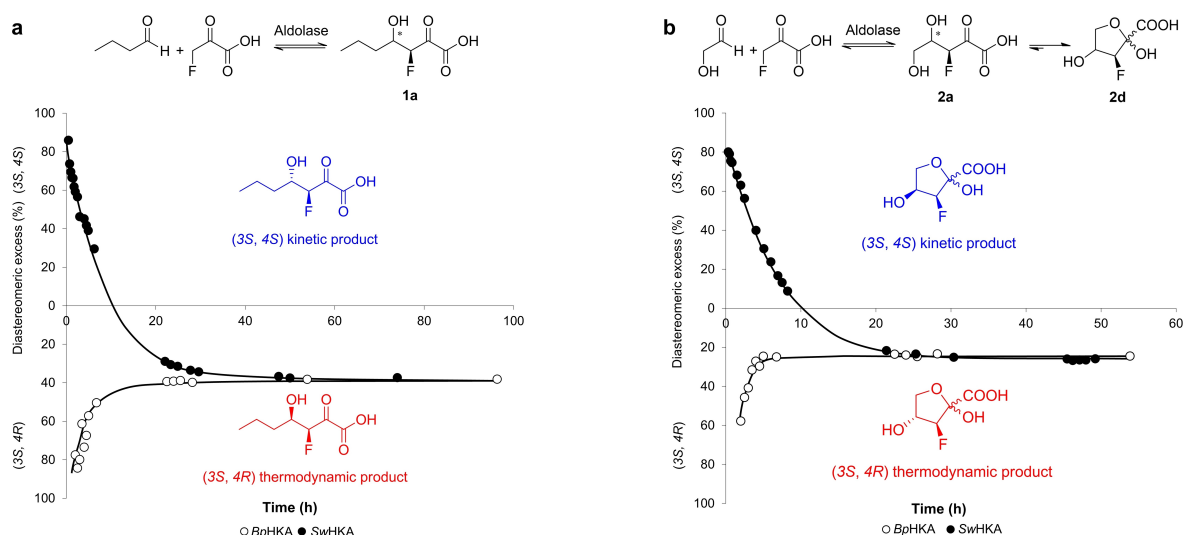 a
O
H
+
O
OH
F
O
Aldolase
OH
*
O
OH
F
O
1a
Diastereomeric excess (%)
(3S, 4S)
(3S, 4R)
100
80
60
40
20
0
20
40
60
80
100
0
20
40
60
80
100
OH
O
OH
F
O
(3S, 4S) kinetic product
OH
O
OH
F
O
(3S, 4R) thermodynamic product
Time (h)
BpHKA
SwHKA
b
O
H
OH
+
O
OH
F
O
Aldolase
OH
*
O
OH
OH
F
O
2a
O
COOH
OH
HO
F
2d
Diastereomeric excess (%)
(3S, 4S)
(3S, 4R)
100
80
60
40
20
0
20
40
60
80
100
0
10
20
30
40
50
60
O
COOH
OH
HO
F
(3S, 4S) kinetic product
O
COOH
OH
HO
F
(3S, 4R) thermodynamic product
Time (h)
BpHKA
SwHKA